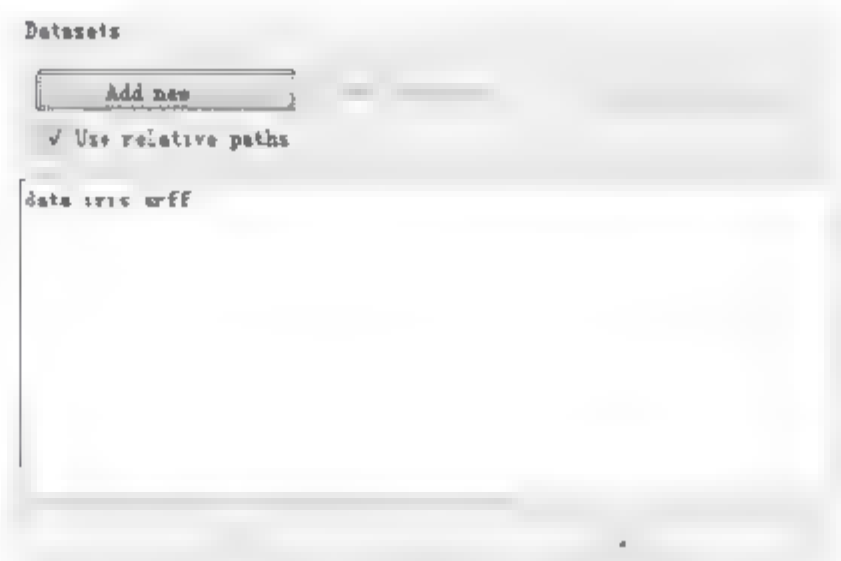 Datasets
Add new
✓ Use relative paths
data iris arff